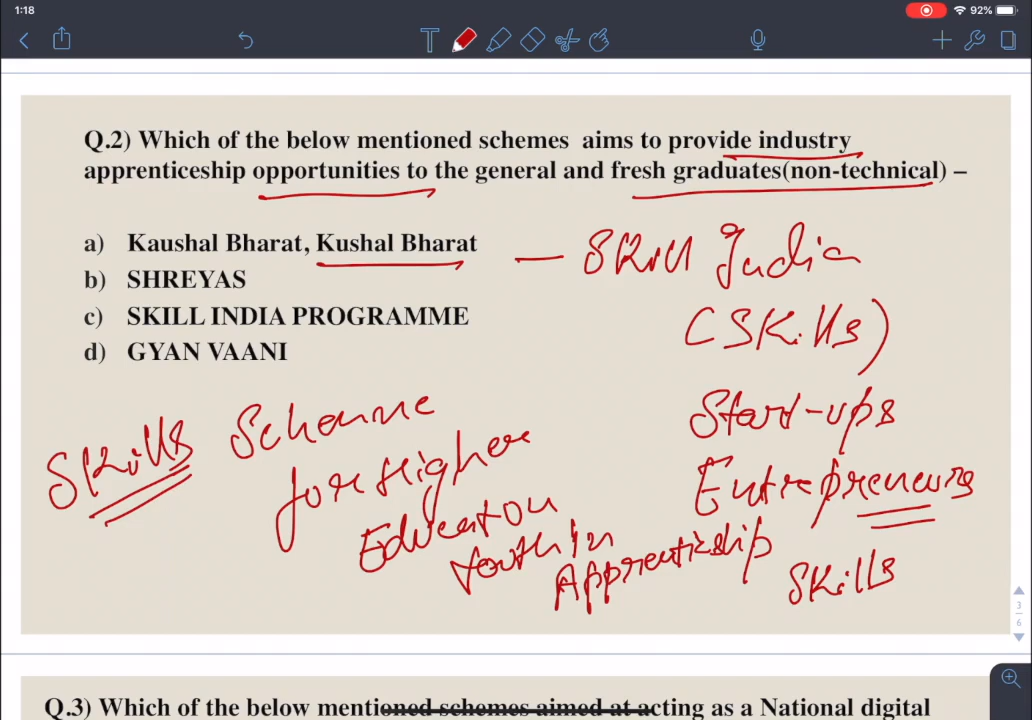 1:18
92%
Q.2) Which of the below mentioned schemes aims to provide industry
apprenticeship opportunities to the general and fresh graduates(non-technical) –
a) Kaushal Bharat, Kushal Bharat
— Skill India
b) SHREYAS
c) SKILL INDIA PROGRAMME
(Skills)
d) GYAN VAANI
Start-ups
Entrepreneurs
Skills
Skills Scheme
for Higher
Education
Youth in
Apprenticship
3
6
Q.3) Which of the below mentioned schemes aimed at acting as a National digital